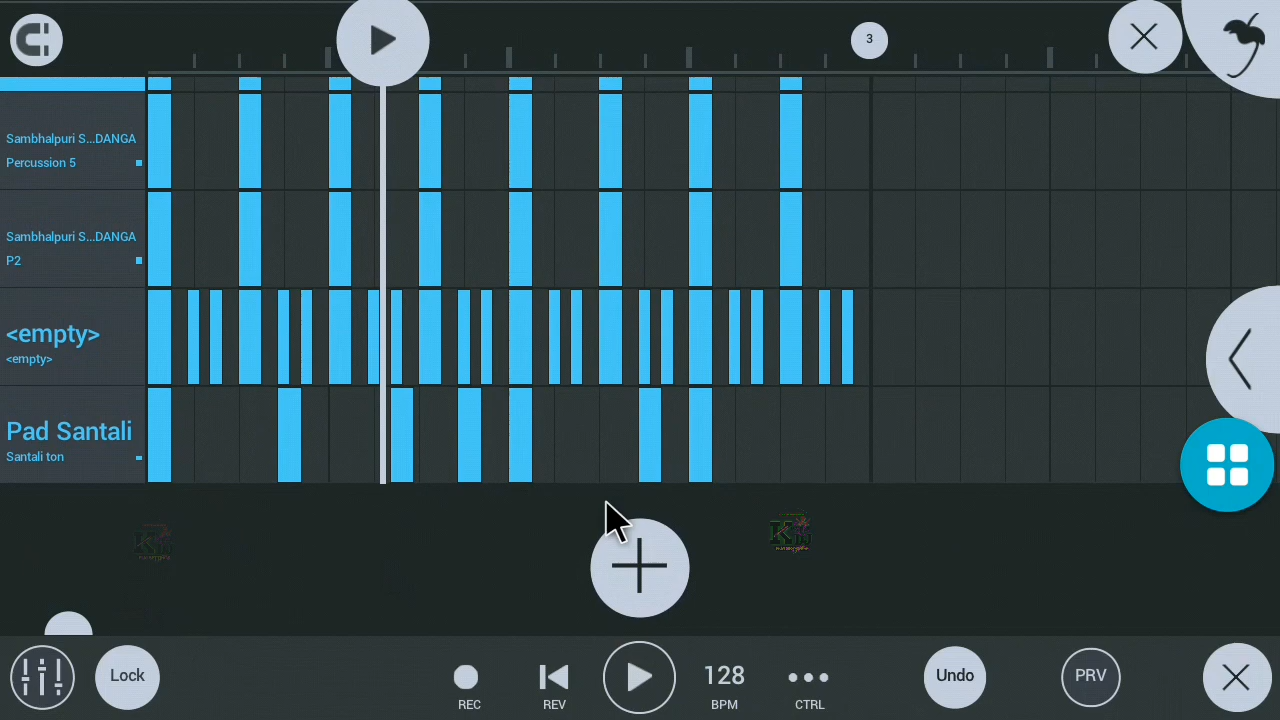 3
Sambhalpuri S...DANGA
Percussion 5
Sambhalpuri S...DANGA
P2
<empty>
<empty>
Pad Santali
Santali ton
Lock
REC
REV
128
BPM
CTRL
Undo
PRV